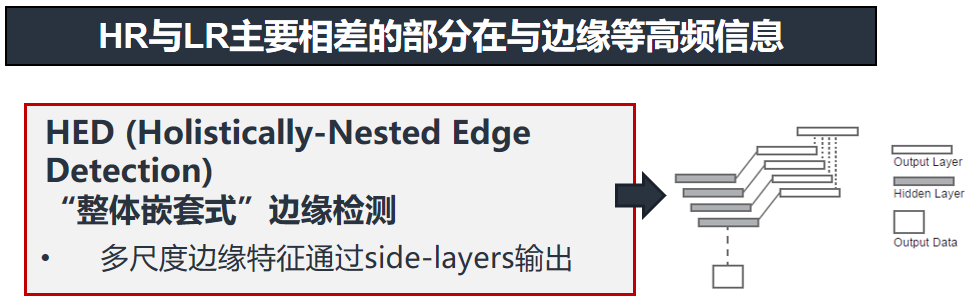 HR与LR主要相差的部分在与边缘等高频信息
HED (Holistically-Nested Edge
Detection)
“整体嵌套式”边缘检测
• 多尺度边缘特征通过side-layers输出
Output Layer
Hidden Layer
Output Data